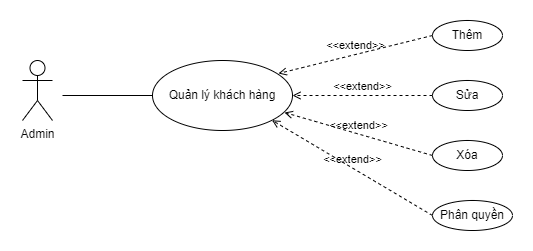 Thêm
<<extend>>
Sửa
<<extend>>
Quản lý khách hàng
Admin
<<extend>>
Xóa
<<extend>>
Phân quyền